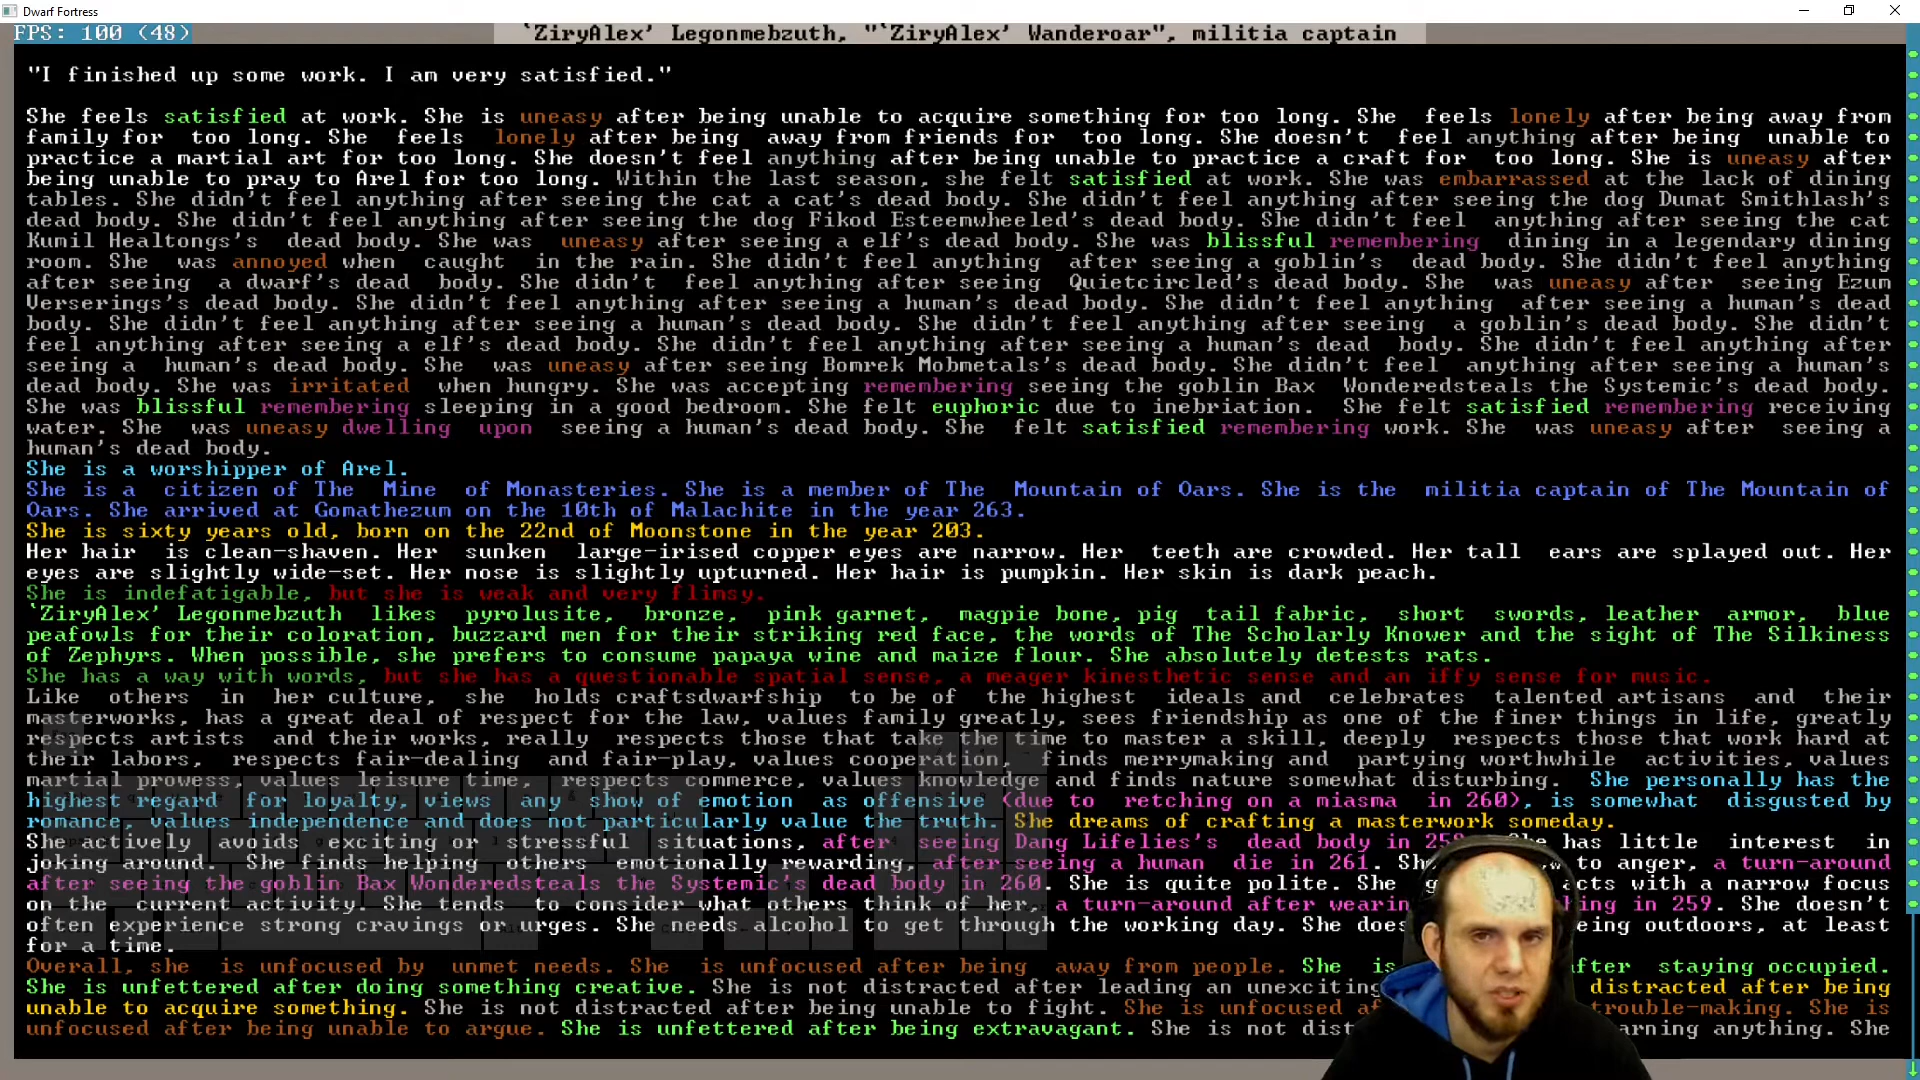 Dwarf Fortress
FPS: 100 (48)
`ZiryAlex' Legonmebzuth, "`ZiryAlex' Wanderoar", militia captain
"I finished up some work. I am very satisfied."
She feels satisfied at work. She is uneasy after being unable to acquire something for too long. She feels lonely after being away from
family for too long. She feels lonely after being away from friends for too long. She doesn't feel anything after being unable to
practice a martial art for too long. She doesn't feel anything after being unable to practice a craft for too long. She is uneasy after
being unable to pray to Arel for too long. Within the last season, she felt satisfied at work. She was embarrassed at the lack of dining
tables. She didn't feel anything after seeing the cat a cat's dead body. She didn't feel anything after seeing the dog Dumat Smithlash's
dead body. She didn't feel anything after seeing the dog Fikod Esteemwheeled's dead body. She didn't feel anything after seeing the cat
Kumil Healtongs's dead body. She was uneasy after seeing a elf's dead body. She was blissful remembering dining in a legendary dining
room. She was annoyed when caught in the rain. She didn't feel anything after seeing a goblin's dead body. She didn't feel anything
after seeing a dwarf's dead body. She didn't feel anything after seeing Quietcircled's dead body. She was uneasy after seeing Ezum
Verserings's dead body. She didn't feel anything after seeing a human's dead body. She didn't feel anything after seeing a human's dead
body. She didn't feel anything after seeing a human's dead body. She didn't feel anything after seeing a goblin's dead body. She didn't
feel anything after seeing a elf's dead body. She didn't feel anything after seeing a human's dead body. She didn't feel anything after
seeing a human's dead body. She was uneasy after seeing Bomrek Mobmetals's dead body. She didn't feel anything after seeing a human's
dead body. She was irritated when hungry. She was accepting remembering seeing the goblin Bax Wonderedsteals the Systemic's dead body.
She was blissful remembering sleeping in a good bedroom. She felt euphoric due to inebriation. She felt satisfied remembering receiving
water. She was uneasy dwelling upon seeing a human's dead body. She felt satisfied remembering work. She was uneasy after seeing a
human's dead body.
She is a worshipper of Arel.
She is a citizen of The Mine of Monasteries. She is a member of The Mountain of Oars. She is the militia captain of The Mountain of
Oars. She arrived at Gomathezum on the 10th of Malachite in the year 263.
She is sixty years old, born on the 22nd of Moonstone in the year 203.
Her hair is clean-shaven. Her sunken large-irised copper eyes are narrow. Her teeth are crowded. Her tall ears are splayed out. Her
eyes are slightly wide-set. Her nose is slightly upturned. Her hair is pumpkin. Her skin is dark peach.
She is indefatigable, but she is weak and very flimsy.
`ZiryAlex' Legonmebzuth likes pyrolusite, bronze, pink garnet, magpie bone, pig tail fabric, short swords, leather armor, blue
peafowls for their coloration, buzzard men for their striking red face, the words of The Scholarly Knower and the sight of The Silkiness
of Zephyrs. When possible, she prefers to consume papaya wine and maize flour. She absolutely detests rats.
She has a way with words, but she has a questionable spatial sense, a meager kinesthetic sense and an iffy sense for music.
Like others in her culture, she holds craftsdwarfship to be of the highest ideals and celebrates talented artisans and their
masterworks, has a great deal of respect for the law, values family greatly, sees friendship as one of the finer things in life, greatly
respects artists and their works, really respects those that take the time to master a skill, deeply respects those that work hard at
their labors, respects fair-dealing and fair-play, values cooperation, finds merrymaking and partying worthwhile activities, values
martial prowess, values leisure time, respects commerce, values knowledge and finds nature somewhat disturbing. She personally has the
highest regard for loyalty, views any show of emotion as offensive (due to retching on a miasma in 260), is somewhat disgusted by
romance, values independence and does not particularly value the truth. She dreams of crafting a masterwork someday.
She actively avoids exciting or stressful situations, after seeing Dang Lifelies's dead body in has little interest in
joking around. She finds helping others emotionally rewarding, after seeing a human die in 261. to anger, a turn-around
after seeing the goblin Bax Wonderedsteals the Systemic's dead body in 260. She is quite polite. She acts with a narrow focus
on the current activity. She tends to consider what others think of her, a turn-around after in 259. She doesn't
often experience strong cravings or urges. She needs alcohol to get through the working day. She being outdoors, at least
for a time.
Overall, she is unfocused by unmet needs. She is unfocused after being away from people. She is after staying occupied.
She is unfettered after doing something creative. She is not distracted after leading an unexciting distracted after being
unable to acquire something. She is not distracted after being unable to fight. She is unfocused trouble-making. She is
unfocused after being unable to argue. She is unfettered after being extravagant. She is not anything. She